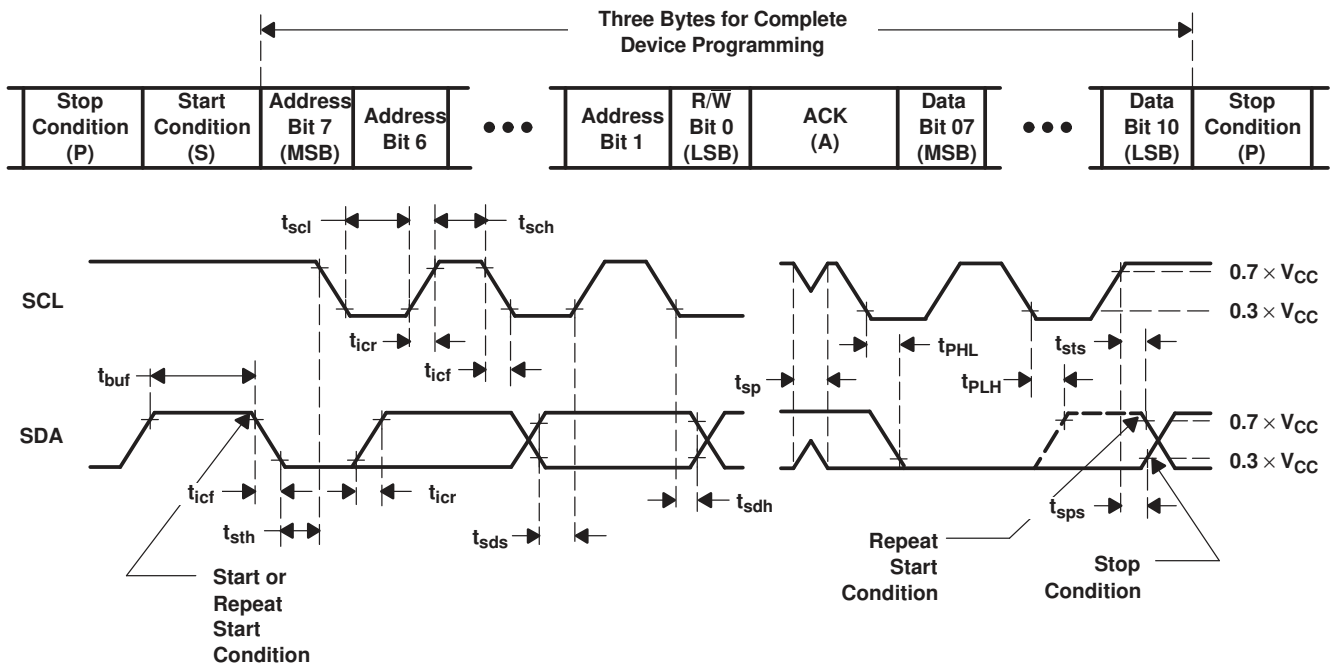 Three Bytes for Complete
Device Programming
Stop
Condition
(P)
Start
Condition
(S)
Address
Bit 7
(MSB)
Address
Bit 6
•••
Address
Bit 1
R/W̅
Bit 0
(LSB)
ACK
(A)
Data
Bit 07
(MSB)
•••
Data
Bit 10
(LSB)
Stop
Condition
(P)
tscl
tsch
SCL
0.7 × VCC
0.3 × VCC
ticr
ticf
tPHL
tsts
tbuf
tsp
tPLH
SDA
0.7 × VCC
0.3 × VCC
ticf
ticr
tsth
tsds
tsdh
tsps
Start or
Repeat
Start
Condition
Repeat
Start
Condition
Stop
Condition